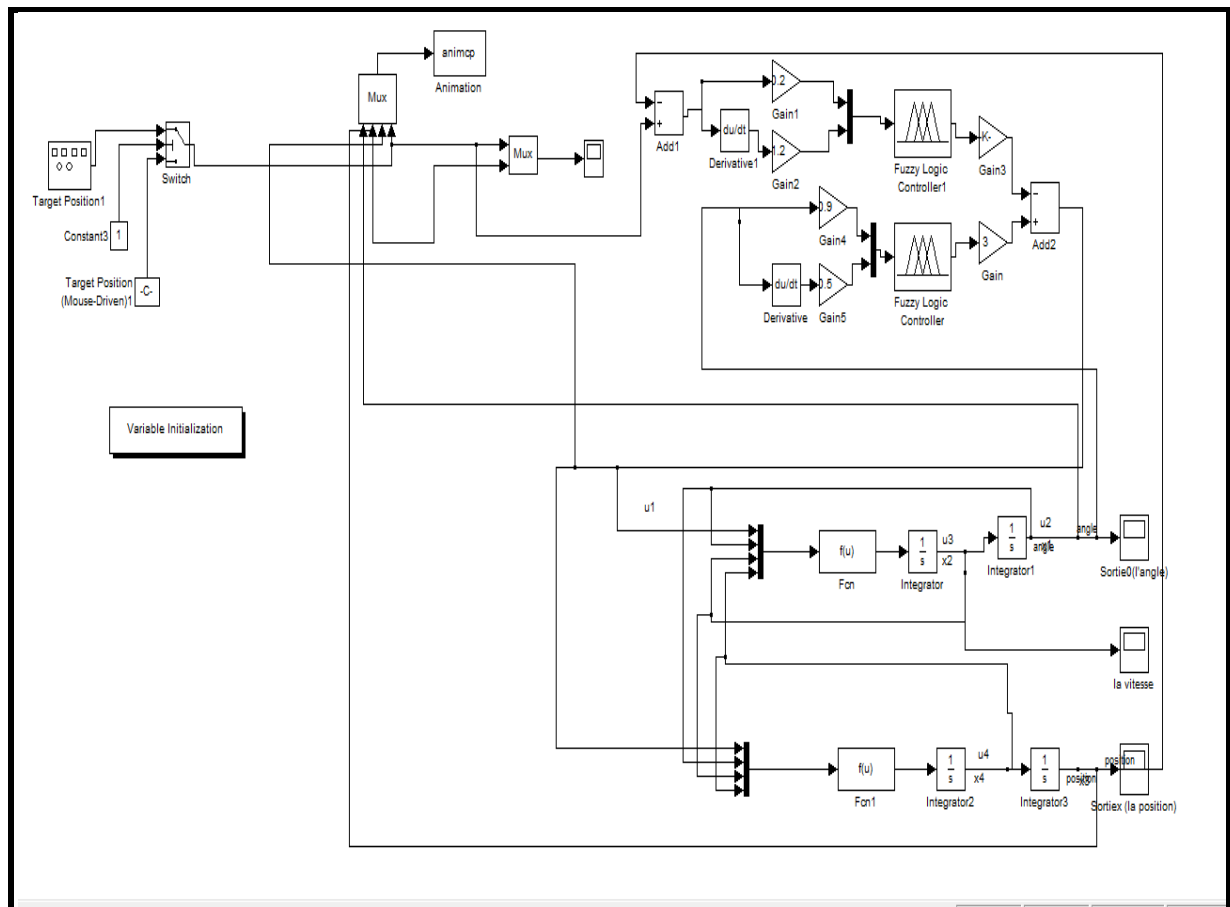 animcp
Animation
Mux
Target Position1
Switch
Constant3
1
Target Position
(Mouse-Driven)1
-C-
Mux
Add1
0.2
Gain1
du/dt
Derivative1
1.2
Gain2
Fuzzy Logic
Controller1
-K-
Gain3
Add2
0.9
Gain4
du/dt
Derivative
0.5
Gain5
Fuzzy Logic
Controller
3
Gain
Variable Initialization
u1
f(u)
Fcn
1
s
Integrator
u3
x2
1
s
Integrator1
u2
angle
angle
Sortie0(l'angle)
la vitesse
f(u)
Fcn1
1
s
Integrator2
u4
x4
1
s
Integrator3
position
position
Sortiex (la position)